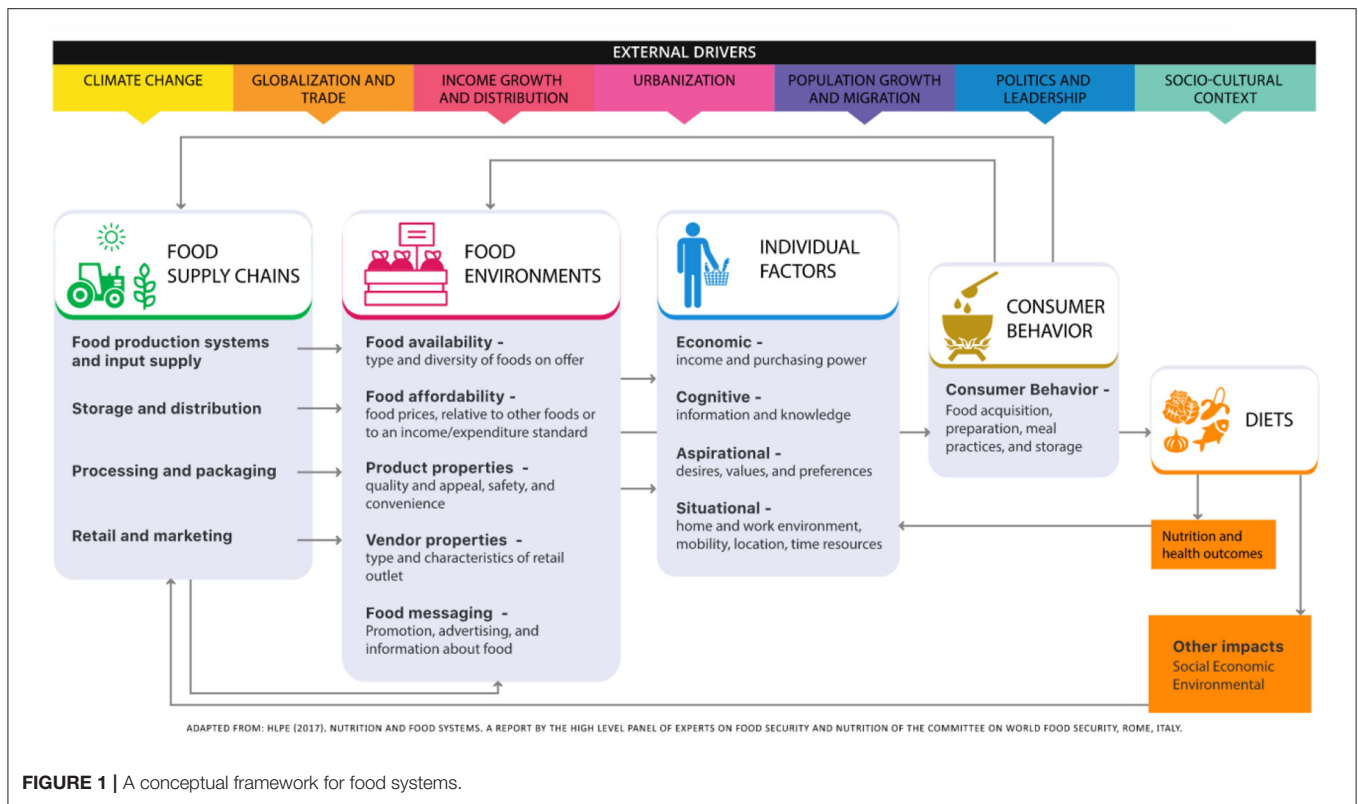 EXTERNAL DRIVERS
CLIMATE CHANGE
GLOBALIZATION AND
TRADE
INCOME GROWTH
AND DISTRIBUTION
URBANIZATION
POPULATION GROWTH
AND MIGRATION
POLITICS AND
LEADERSHIP
SOCIO-CULTURAL
CONTEXT
FOOD
SUPPLY CHAINS
Food production systems
and input supply
Storage and distribution
Processing and packaging
Retail and marketing
FOOD
ENVIRONMENTS
Food availability -
type and diversity of foods on offer
Food affordability -
food prices, relative to other foods or
to an income/expenditure standard
Product properties -
quality and appeal, safety, and
convenience
Vendor properties -
type and characteristics of retail
outlet
Food messaging -
Promotion, advertising, and
information about food
INDIVIDUAL
FACTORS
Economic -
income and purchasing power
Cognitive -
information and knowledge
Aspirational -
desires, values, and preferences
Situational -
home and work environment,
mobility, location, time resources
CONSUMER
BEHAVIOR
Consumer Behavior -
Food acquisition,
preparation, meal
practices, and storage
DIETS
Nutrition and
health outcomes
Other impacts
Social Economic
Environmental
ADAPTED FROM: HLPE (2017). NUTRITION AND FOOD SYSTEMS. A REPORT BY THE HIGH LEVEL PANEL OF EXPERTS ON FOOD SECURITY AND NUTRITION OF THE COMMITTEE ON WORLD FOOD SECURITY, ROME, ITALY.
FIGURE 1 | A conceptual framework for food systems.